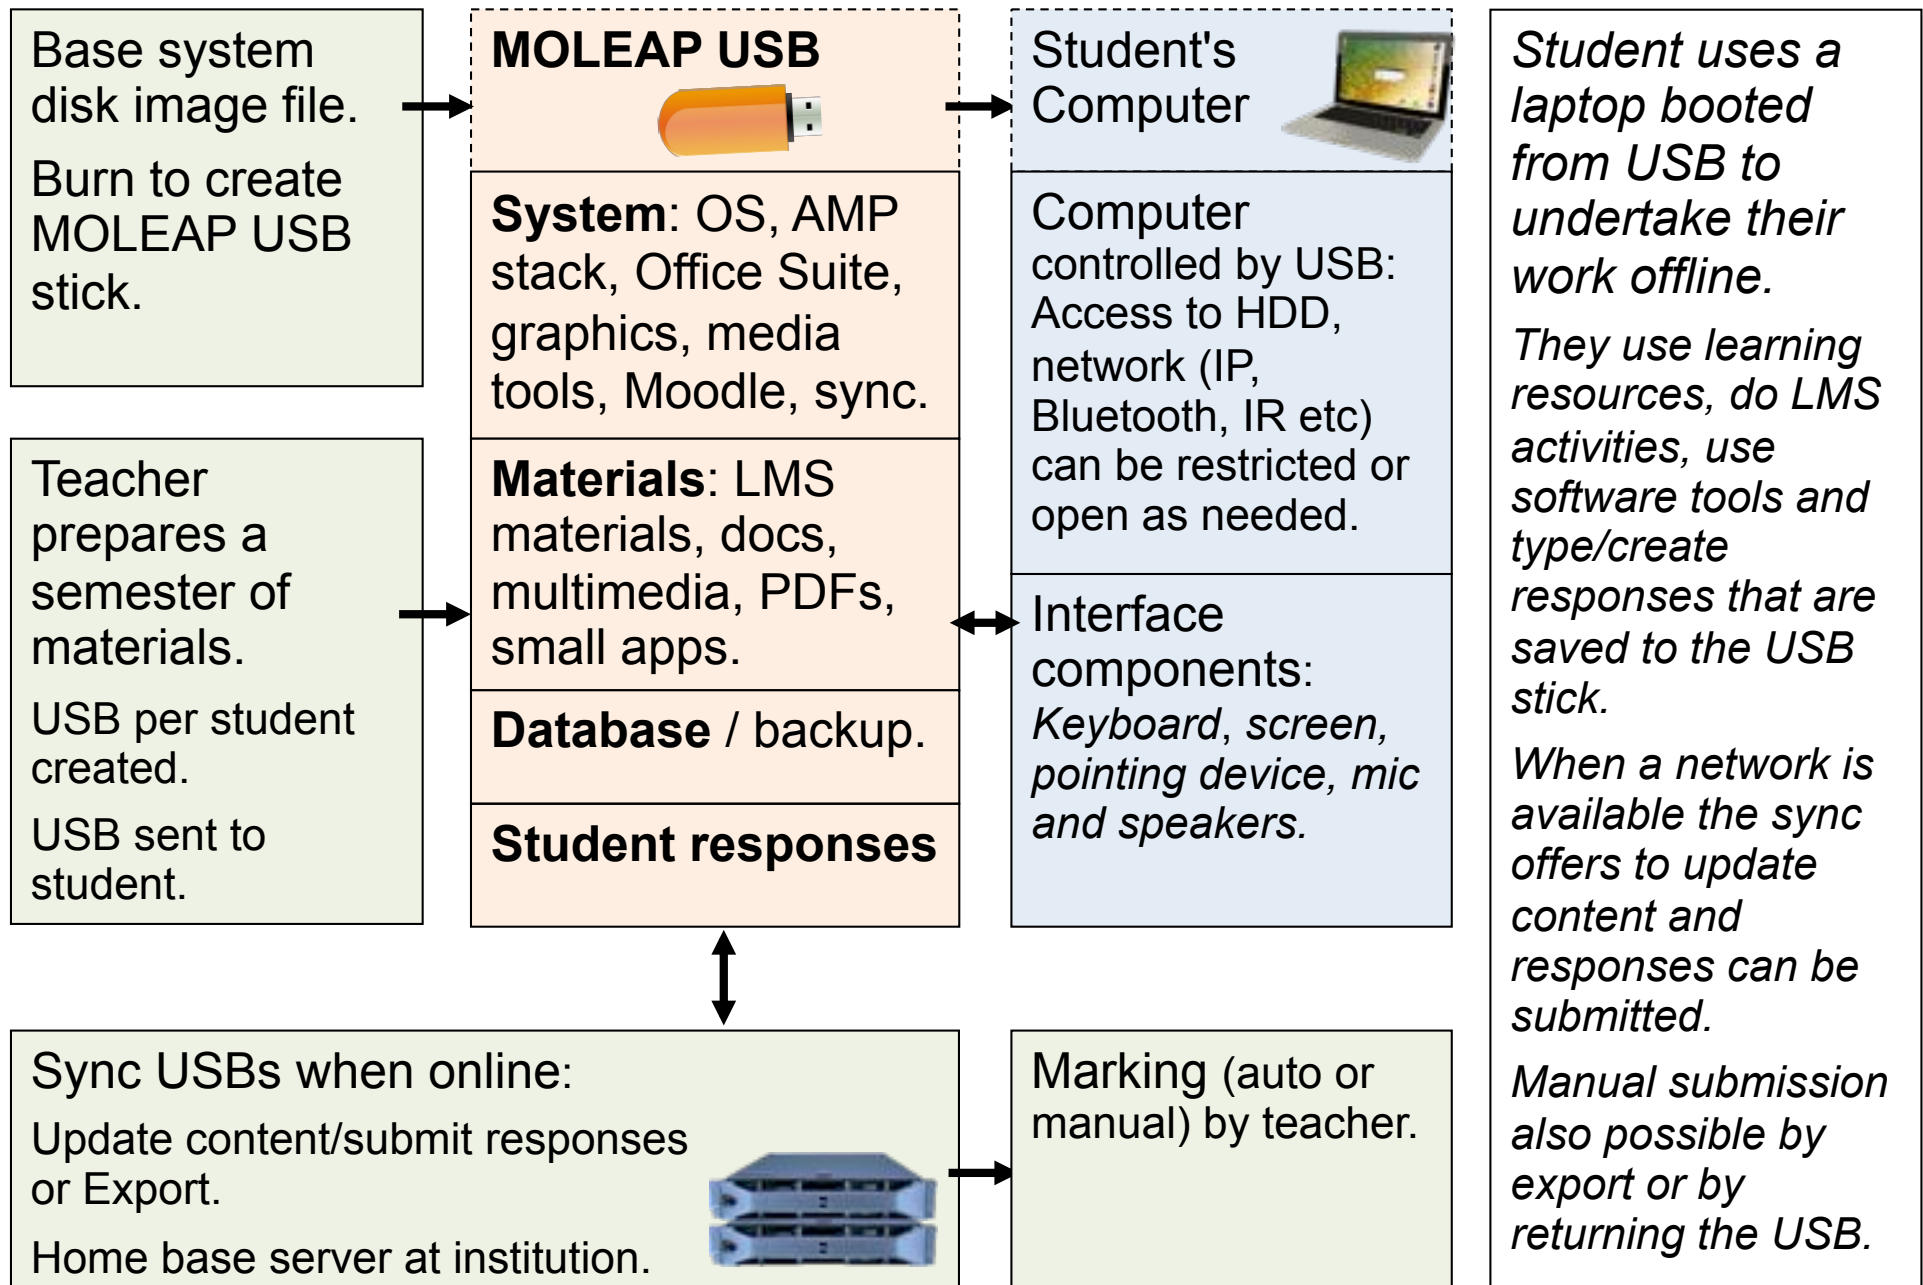 Base system
disk image file.
Burn to create
MOLEAP USB
stick.
Teacher
prepares a
semester of
materials.
USB per student
created.
USB sent to
student.
MOLEAP USB
System: OS, AMP
stack, Office Suite,
graphics, media
tools, Moodle, sync.
Materials: LMS
materials, docs,
multimedia, PDFs,
small apps.
Database / backup.
Student responses
Student's
Computer
Computer
controlled by USB:
Access to HDD,
network (IP,
Bluetooth, IR etc)
can be restricted or
open as needed.
Interface
components:
Keyboard, screen,
pointing device, mic
and speakers.
Sync USBs when online:
Update content/submit responses
or Export.
Home base server at institution.
Marking (auto or
manual) by teacher.
Student uses a
laptop booted
from USB to
undertake their
work offline.
They use learning
resources, do LMS
activities, use
software tools and
type/create
responses that are
saved to the USB
stick.
When a network is
available the sync
offers to update
content and
responses can be
submitted.
Manual submission
also possible by
export or by
returning the USB.